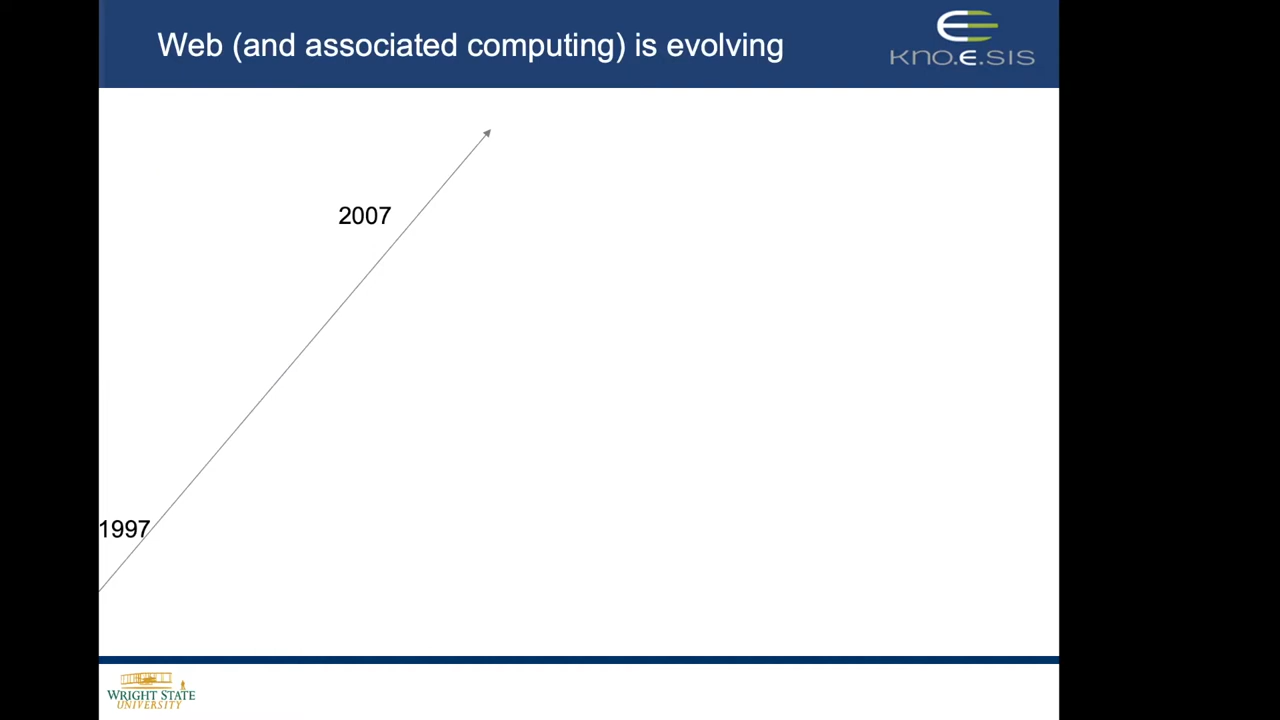 Web (and associated computing) is evolving
kno.e.sis
2007
1997
WRIGHT STATE
UNIVERSITY